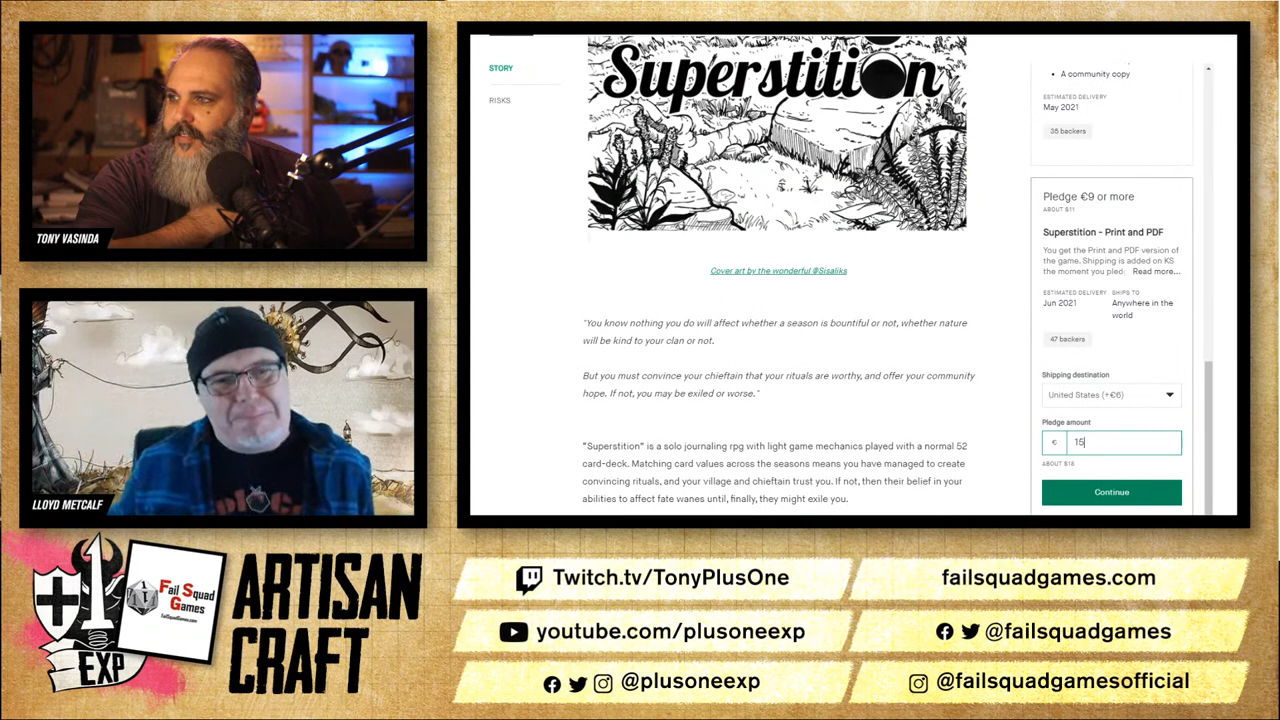 TONY VASINDA
LLOYD METCALF
+1
EXP
Fail Squad
Games
FailSquadGames.com
ARTISAN
CRAFT
STORY
RISKS
Superstition
Cover art by the wonderful @Sisaliks
"You know nothing you do will affect whether a season is bountiful or not, whether nature
will be kind to your clan or not.
But you must convince your chieftain that your rituals are worthy, and offer your community
hope. If not, you may be exiled or worse."
"Superstition" is a solo journaling rpg with light game mechanics played with a normal 52
card-deck. Matching card values across the seasons means you have managed to create
convincing rituals, and your village and chieftain trust you. If not, then their belief in your
abilities to affect fate wanes until, finally, they might exile you.
• A community copy
ESTIMATED DELIVERY
May 2021
35 backers
Pledge €9 or more
ABOUT $11
Superstition - Print and PDF
You get the Print and PDF version of
the game. Shipping is added on KS
the moment you pled: Read more...
ESTIMATED DELIVERY SHIPS TO
Jun 2021 Anywhere in the
world
47 backers
Shipping destination
United States (+€6)
Pledge amount
€ 15
ABOUT $18
Continue
Twitch.tv/TonyPlusOne
failsquadgames.com
youtube.com/plusoneexp
@failsquadgames
@plusoneexp
@failsquadgamesofficial